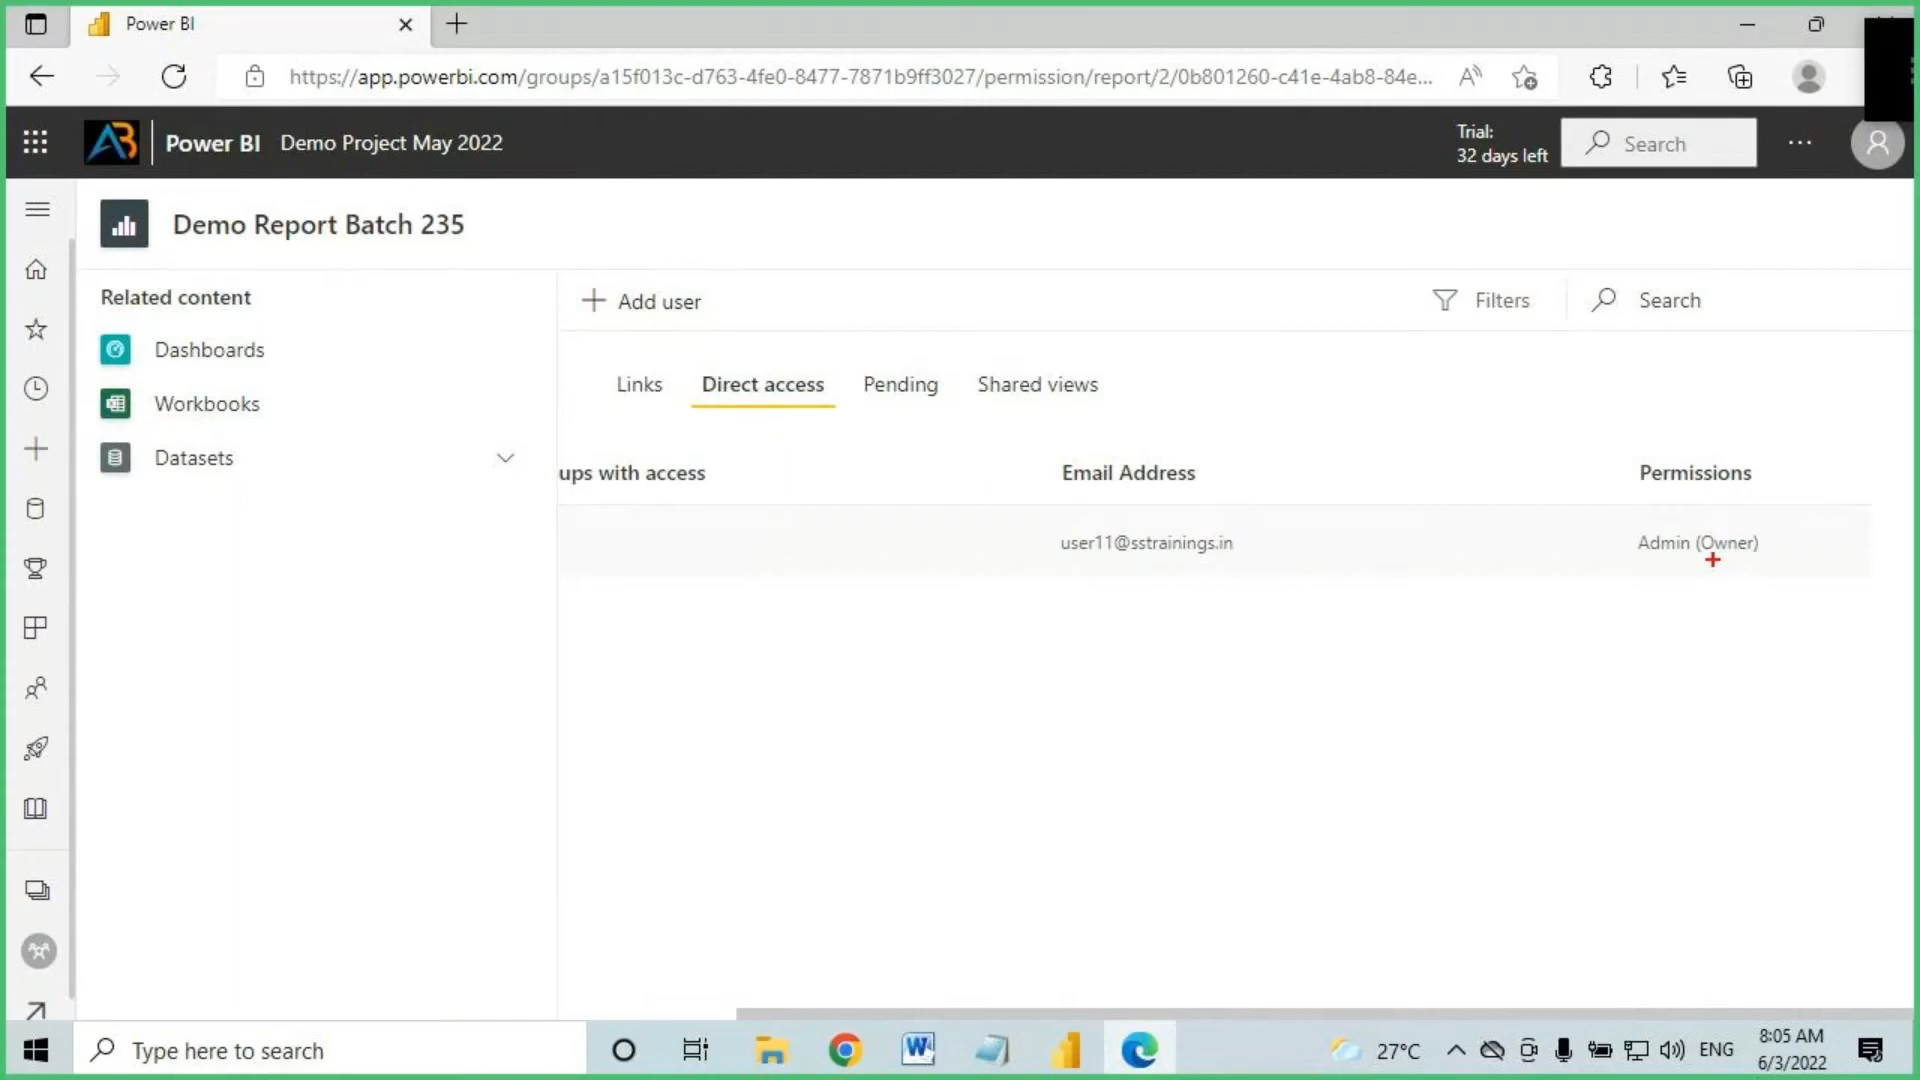 Power BI
https://app.powerbi.com/groups/a15f013c-d763-4fe0-8477-7871b9ff3027/permission/report/2/0b801260-c41e-4ab8-84e...
Power BI Demo Project May 2022
Trial:
32 days left
Search
Demo Report Batch 235
Related content
Dashboards
Workbooks
Datasets
Add user
Filters
Search
Links Direct access Pending Shared views
ups with access Email Address Permissions
user11@sstrainings.in Admin (Owner)
Type here to search
27°C
ENG
8:05 AM
6/3/2022